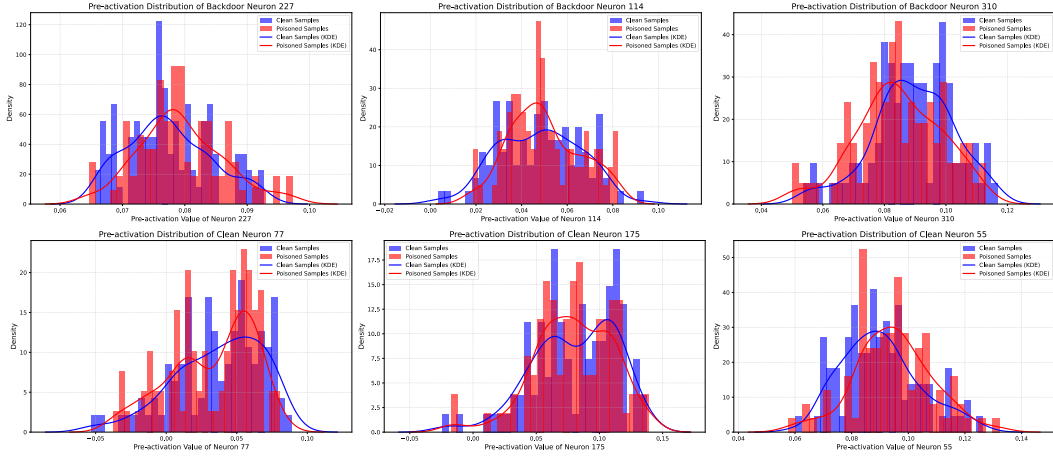 Pre-activation Distribution of Backdoor Neuron 227
120
100
80
60
40
20
0
Density
0.06
0.07
0.08
0.09
0.10
Pre-activation Value of Neuron 227
Clean Samples
Poisoned Samples
Clean Samples (KDE)
Poisoned Samples (KDE)
Pre-activation Distribution of Backdoor Neuron 114
40
30
20
10
0
Density
−0.02
0.00
0.02
0.04
0.06
0.08
0.10
Pre-activation Value of Neuron 114
Clean Samples
Poisoned Samples
Clean Samples (KDE)
Poisoned Samples (KDE)
Pre-activation Distribution of Backdoor Neuron 310
40
30
20
10
0
Density
0.04
0.06
0.08
0.10
0.12
Pre-activation Value of Neuron 310
Clean Samples
Poisoned Samples
Clean Samples (KDE)
Poisoned Samples (KDE)
Pre-activation Distribution of Clean Neuron 77
20
15
10
5
0
Density
−0.05
0.00
0.05
0.10
Pre-activation Value of Neuron 77
Clean Samples
Poisoned Samples
Clean Samples (KDE)
Poisoned Samples (KDE)
Pre-activation Distribution of Clean Neuron 175
17.5
15.0
12.5
10.0
7.5
5.0
2.5
0.0
Density
−0.05
0.00
0.05
0.10
0.15
Pre-activation Value of Neuron 175
Clean Samples
Poisoned Samples
Clean Samples (KDE)
Poisoned Samples (KDE)
Pre-activation Distribution of Clean Neuron 55
50
40
30
20
10
0
Density
0.04
0.06
0.08
0.10
0.12
0.14
Pre-activation Value of Neuron 55
Clean Samples
Poisoned Samples
Clean Samples (KDE)
Poisoned Samples (KDE)